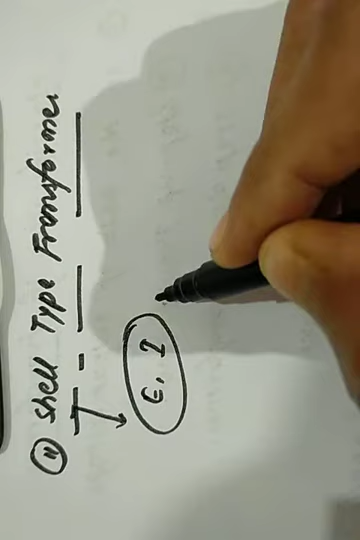 (ii) Shell Type Transformer
E, I